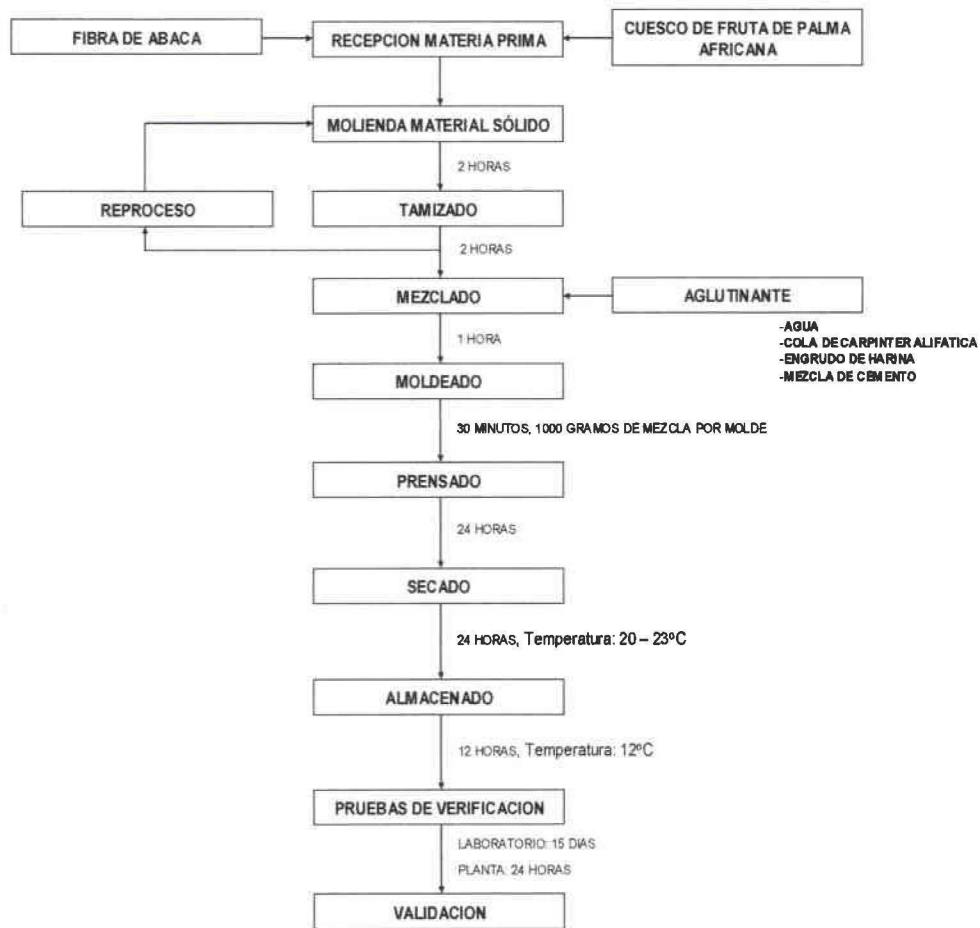 FIBRA DE ABACA
RECEPCION MATERIA PRIMA
CUESCO DE FRUTA DE PALMA
AFRICANA
MOLIENDA MATERIAL SÓLIDO
2 HORAS
REPROCESO
TAMIZADO
2 HORAS
MEZCLADO
AGLUTINANTE
-AGUA
-COLA DE CARPINTER ALIFATICA
-ENGRUDO DE HARINA
-MEZCLA DE CEMENTO
1 HORA
MOLDEADO
30 MINUTOS, 1000 GRAMOS DE MEZCLA POR MOLDE
PRENSADO
24 HORAS
SECADO
24 HORAS, Temperatura: 20 – 23ºC
ALMACENADO
12 HORAS, Temperatura: 12ºC
PRUEBAS DE VERIFICACION
LABORATORIO: 15 DIAS
PLANTA: 24 HORAS
VALIDACION